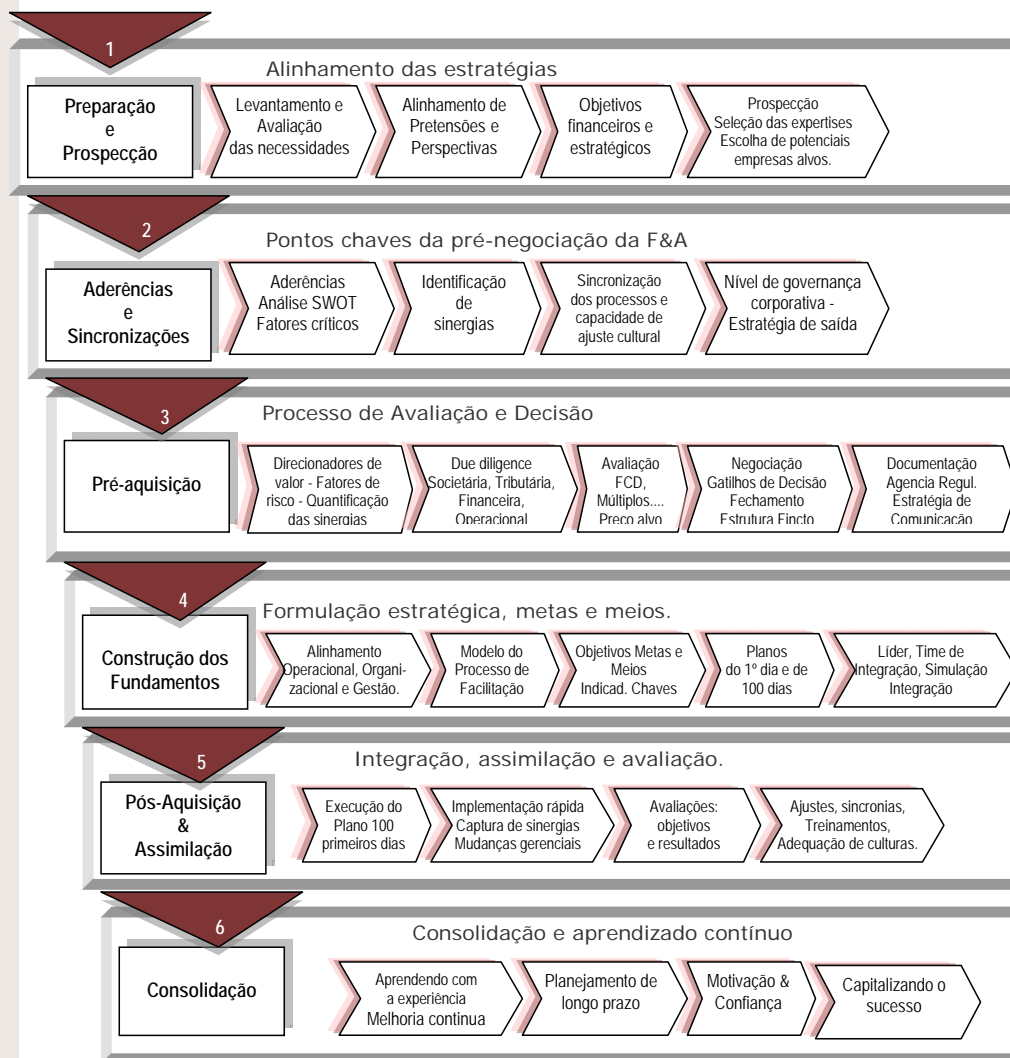 1
Alinhamento das estratégias
Preparação
e
Prospecção
Levantamento e
Avaliação
das necessidades
Alinhamento de
Pretensões e
Perspectivas
Objetivos
financeiros e
estratégicos
Prospecção
Seleção das expertises
Escolha de potenciais
empresas alvos.
2
Pontos chaves da pré-negociação da F&A
Aderências
e
Sincronizações
Aderências
Análise SWOT
Fatores críticos
Identificação
de
sinergias
Sincronização
dos processos e
capacidade de
ajuste cultural
Nível de governança
corporativa -
Estratégia de saída
3
Processo de Avaliação e Decisão
Pré-aquisição
Direcionadores de
valor - Fatores de
risco - Quantificação
das sinergias
Due diligence
Societária, Tributária,
Financeira,
Operacional
Avaliação
FCD,
Múltiplos....
Preço alvo
Negociação
Gatilhos de Decisão
Fechamento
Estrutura Fincto
Documentação
Agencia Regul.
Estratégia de
Comunicação
4
Formulação estratégica, metas e meios.
Construção dos
Fundamentos
Alinhamento
Operacional, Organi-
zacional e Gestão.
Modelo do
Processo de
Facilitação
Objetivos Metas e
Meios
Indicad. Chaves
Planos
do 1º dia e de
100 dias
Líder, Time de
Integração, Simulação
Integração
5
Integração, assimilação e avaliação.
Pós-Aquisição
&
Assimilação
Execução do
Plano 100
primeiros dias
Implementação rápida
Captura de sinergias
Mudanças gerenciais
Avaliações:
objetivos
e resultados
Ajustes, sincronias,
Treinamentos,
Adequação de culturas.
6
Consolidação e aprendizado contínuo
Consolidação
Aprendendo com
a experiência
Melhoria continua
Planejamento de
longo prazo
Motivação &
Confiança
Capitalizando o
sucesso